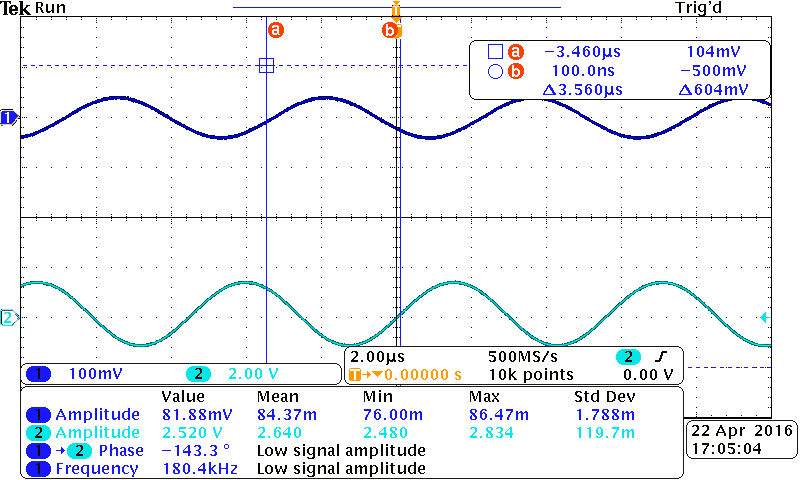 Tek Run T Trig'd
a b
a −3.460µs 104mV
b 100.0ns −500mV
Δ3.560µs Δ604mV
1
2
1 100mV 2 2.00 V
2.00µs 500MS/s 2
T→▼0.00000 s 10k points 0.00 V
Value Mean Min Max Std Dev
1 Amplitude 81.88mV 84.37m 76.00m 86.47m 1.788m
2 Amplitude 2.520 V 2.640 2.480 2.834 119.7m
1 → 2 Phase −143.3 ° Low signal amplitude
1 Frequency 180.4kHz Low signal amplitude
22 Apr 2016
17:05:04